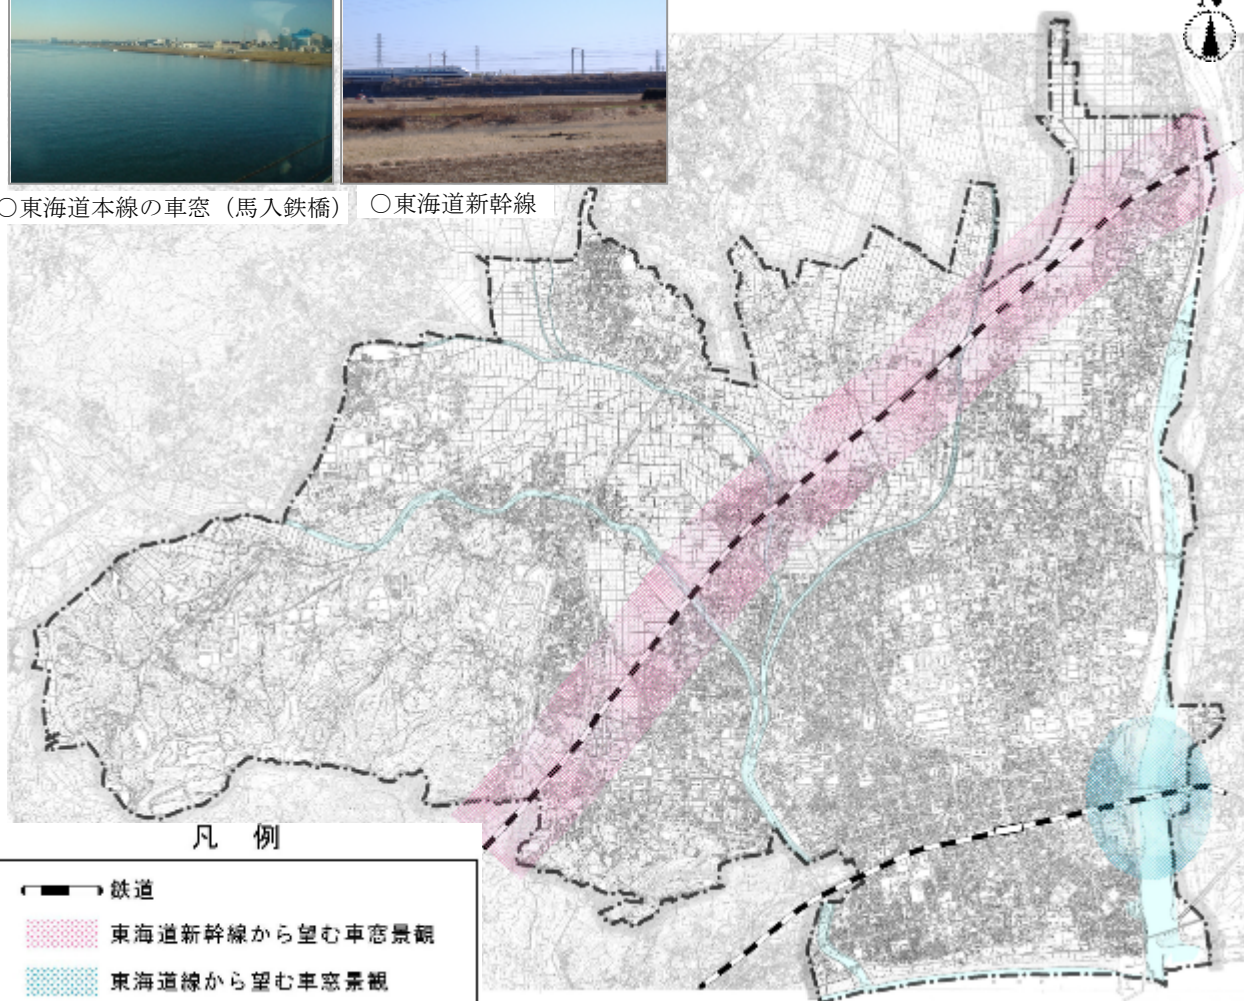 ○東海道本線の車窓（馬入鉄橋）
○東海道新幹線
凡 例
鉄道
東海道新幹線から望む車窓景観
東海道線から望む車窓景観